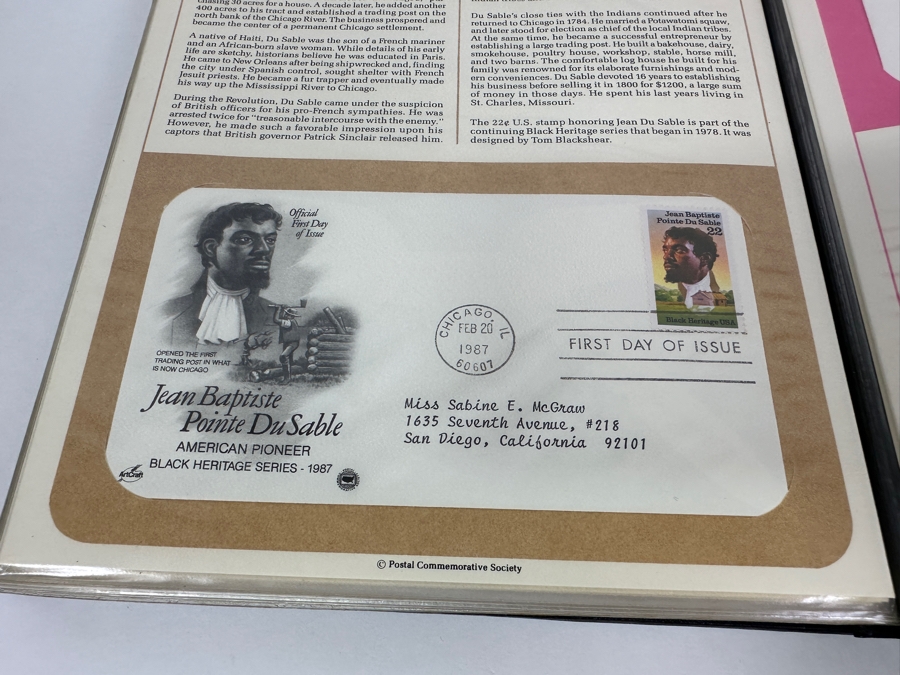 chasing 30 acres for a house. A decade later, he added another
400 acres to his tract and established a trading post on the
north bank of the Chicago River. The business prospered and
became the center of a permanent Chicago settlement.
A native of Haiti, Du Sable was the son of a French mariner
and an African-born slave woman. While details of his early
life are sketchy, historians believe he was educated in Paris.
He came to New Orleans after being shipwrecked and, finding
the city under Spanish control, sought shelter with French
Jesuit priests. He became a fur trapper and eventually made
his way up the Mississippi River to Chicago.
During the Revolution, Du Sable came under the suspicion
of British officers for his pro-French sympathies. He was
arrested twice for "treasonable intercourse with the enemy."
However, he made such a favorable impression upon his
captors that British governor Patrick Sinclair released him.
Du Sable's close ties with the Indians continued after he
returned to Chicago in 1784. He married a Potawatomi squaw,
and later stood for election as chief of the local Indian tribes.
At the same time, he became a successful entrepreneur by
establishing a large trading post. He built a bakehouse, dairy,
smokehouse, poultry house, workshop, stable, horse mill,
and two barns. The comfortable log house he built for his
family was renowned for its elaborate furnishings and mod-
ern conveniences. Du Sable devoted 16 years to establishing
his business before selling it in 1800 for $1200, a large sum
of money in those days. He spent his last years living in
St. Charles, Missouri.
The 22¢ U.S. stamp honoring Jean Du Sable is part of the
continuing Black Heritage series that began in 1978. It was
designed by Tom Blackshear.
Official
First Day
of Issue
OPENED THE FIRST
TRADING POST IN WHAT
IS NOW CHICAGO
Jean Baptiste
Pointe Du Sable
AMERICAN PIONEER
BLACK HERITAGE SERIES - 1987
ArtCraft
CHICAGO, IL
FEB 20
1987
60607
Jean Baptiste
Pointe Du Sable
22
Black Heritage USA
FIRST DAY OF ISSUE
Miss Sabine E. McGraw
1635 Seventh Avenue, #218
San Diego, California 92101
© Postal Commemorative Society